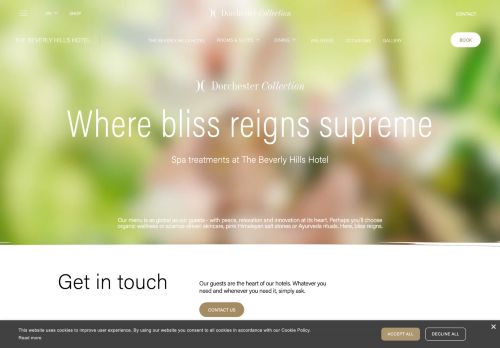 Dorchester Collection
CONTACT
THE BEVERLY HILLS HOTEL
THE BEVERLY HILLS HOTEL
ROOMS & SUITES
DINING
WELLNESS
OCCASIONS
GALLERY
BOOK
Dorchester Collection
Where bliss reigns supreme
Spa treatments at The Beverly Hills Hotel
Our menu is as global as our guests - with peace, relaxation and innovation at its heart. Perhaps you'll choose
organic wellness or science-driven skincare, pink Himalayan salt stones or Ayurveda rituals. Here, bliss reigns.
Get in touch
Our guests are the heart of our hotels. Whatever you
need and whenever you need it, simply ask.
CONTACT US
This website uses cookies to improve user experience. By using our website you consent to all cookies in accordance with our Cookie Policy.
Read more
ACCEPT ALL
DECLINE ALL